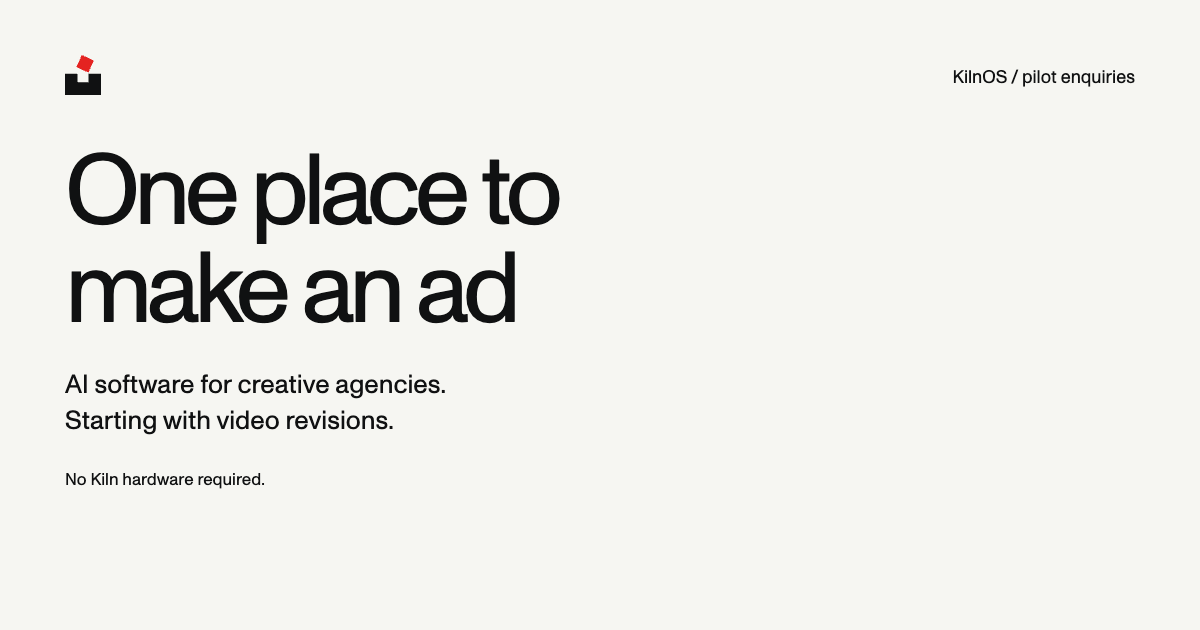 KilnOS / pilot enquiries
One place to
make an ad
AI software for creative agencies.
Starting with video revisions.
No Kiln hardware required.